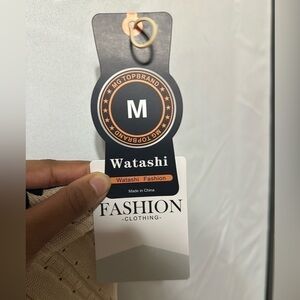 MG TOPBRAND
M
MG TOPBRAND
Watashi
Watashi Fashion
Made in China
FASHION
-CLOTHING-